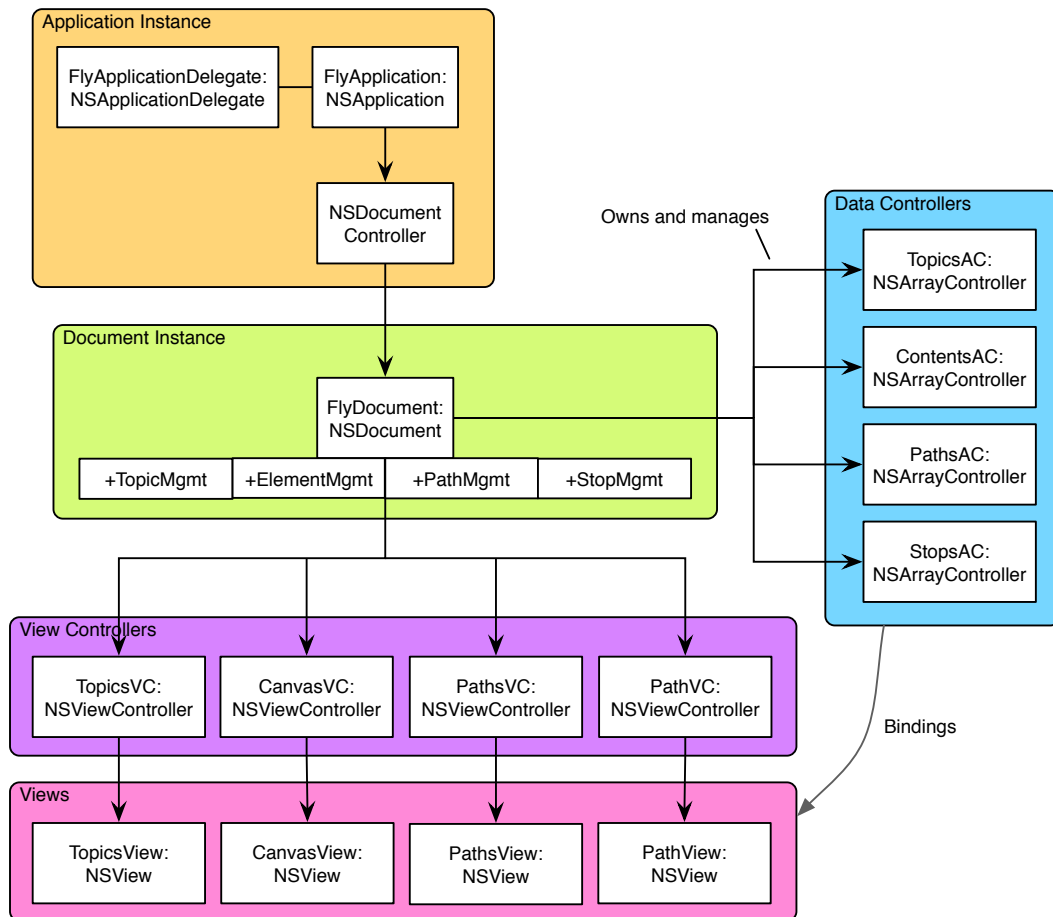 Application Instance
FlyApplicationDelegate:
NSApplicationDelegate
FlyApplication:
NSApplication
NSDocument
Controller
Owns and manages
Data Controllers
TopicsAC:
NSArrayController
ContentsAC:
NSArrayController
PathsAC:
NSArrayController
StopsAC:
NSArrayController
Document Instance
FlyDocument:
NSDocument
+TopicMgmt
+ElementMgmt
+PathMgmt
+StopMgmt
View Controllers
TopicsVC:
NSViewController
CanvasVC:
NSViewController
PathsVC:
NSViewController
PathVC:
NSViewController
Bindings
Views
TopicsView:
NSView
CanvasView:
NSView
PathsView:
NSView
PathView:
NSView